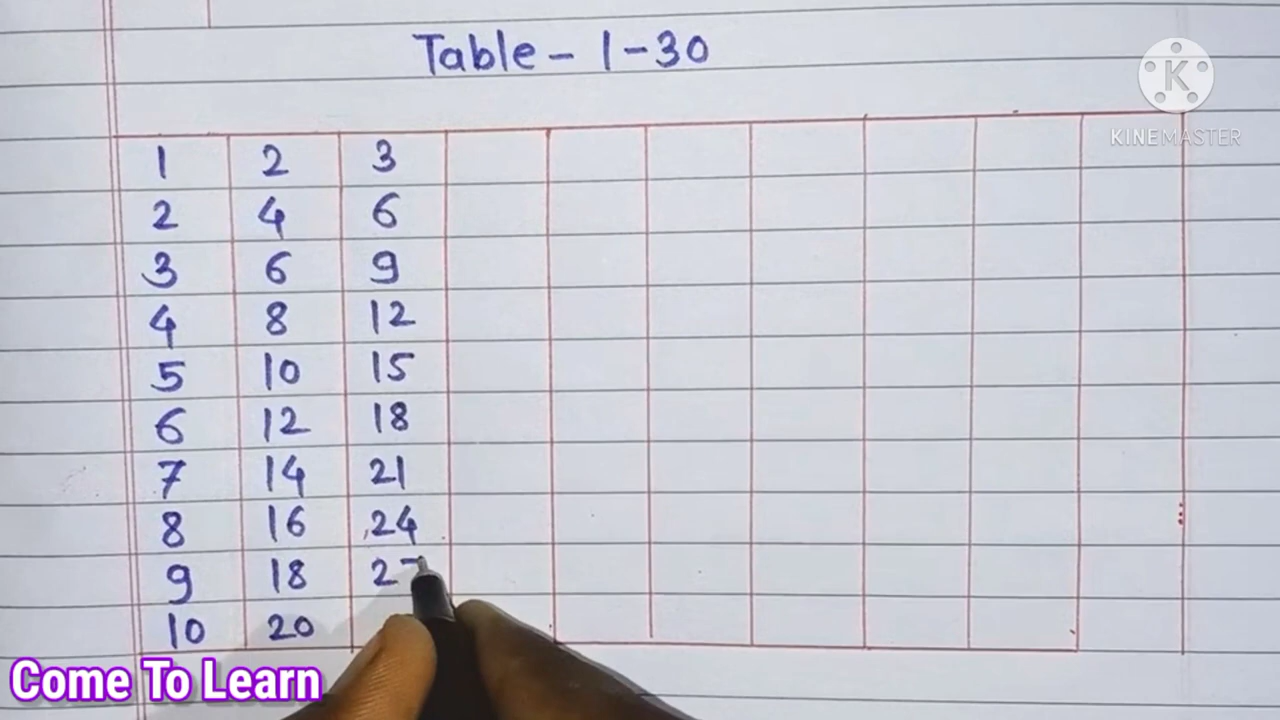 Table - 1-30
K
KINEMASTER
1 2 3
2 4 6
3 6 9
4 8 12
5 10 15
6 12 18
7 14 21
8 16 24
9 18 27
10 20
Come To Learn